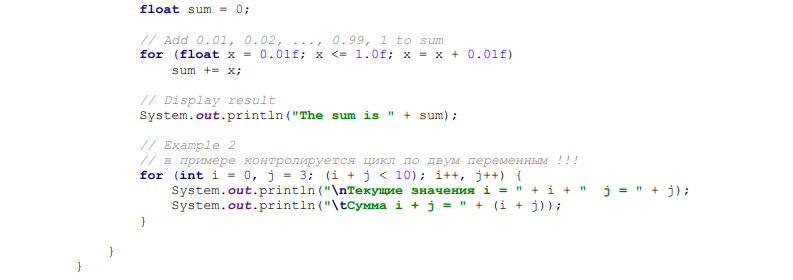 float sum = 0;
// Add 0.01, 0.02, ..., 0.99, 1 to sum
for (float x = 0.01f; x <= 1.0f; x = x + 0.01f)
sum += x;
// Display result
System.out.println("The sum is " + sum);
// Example 2
// в примере контролируется цикл по двум переменным !!!
for (int i = 0, j = 3; (i + j < 10); i++, j++) {
System.out.println("\nТекущие значения i = " + i + "  j = " + j);
System.out.println("\tСумма i + j = " + (i + j));
}
}
}